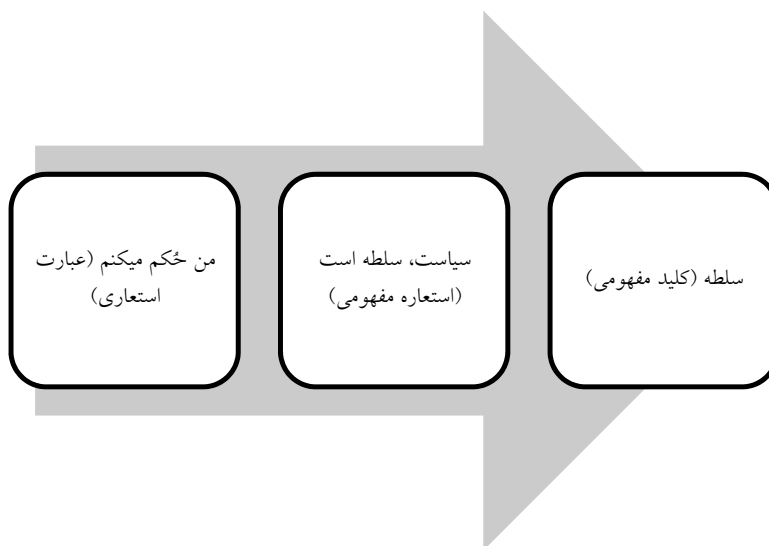 من حُکم میکنم (عبارت
استعاری)
سیاست، سلطه است
(استعاره مفهومی)
سلطه (کلید مفهومی)